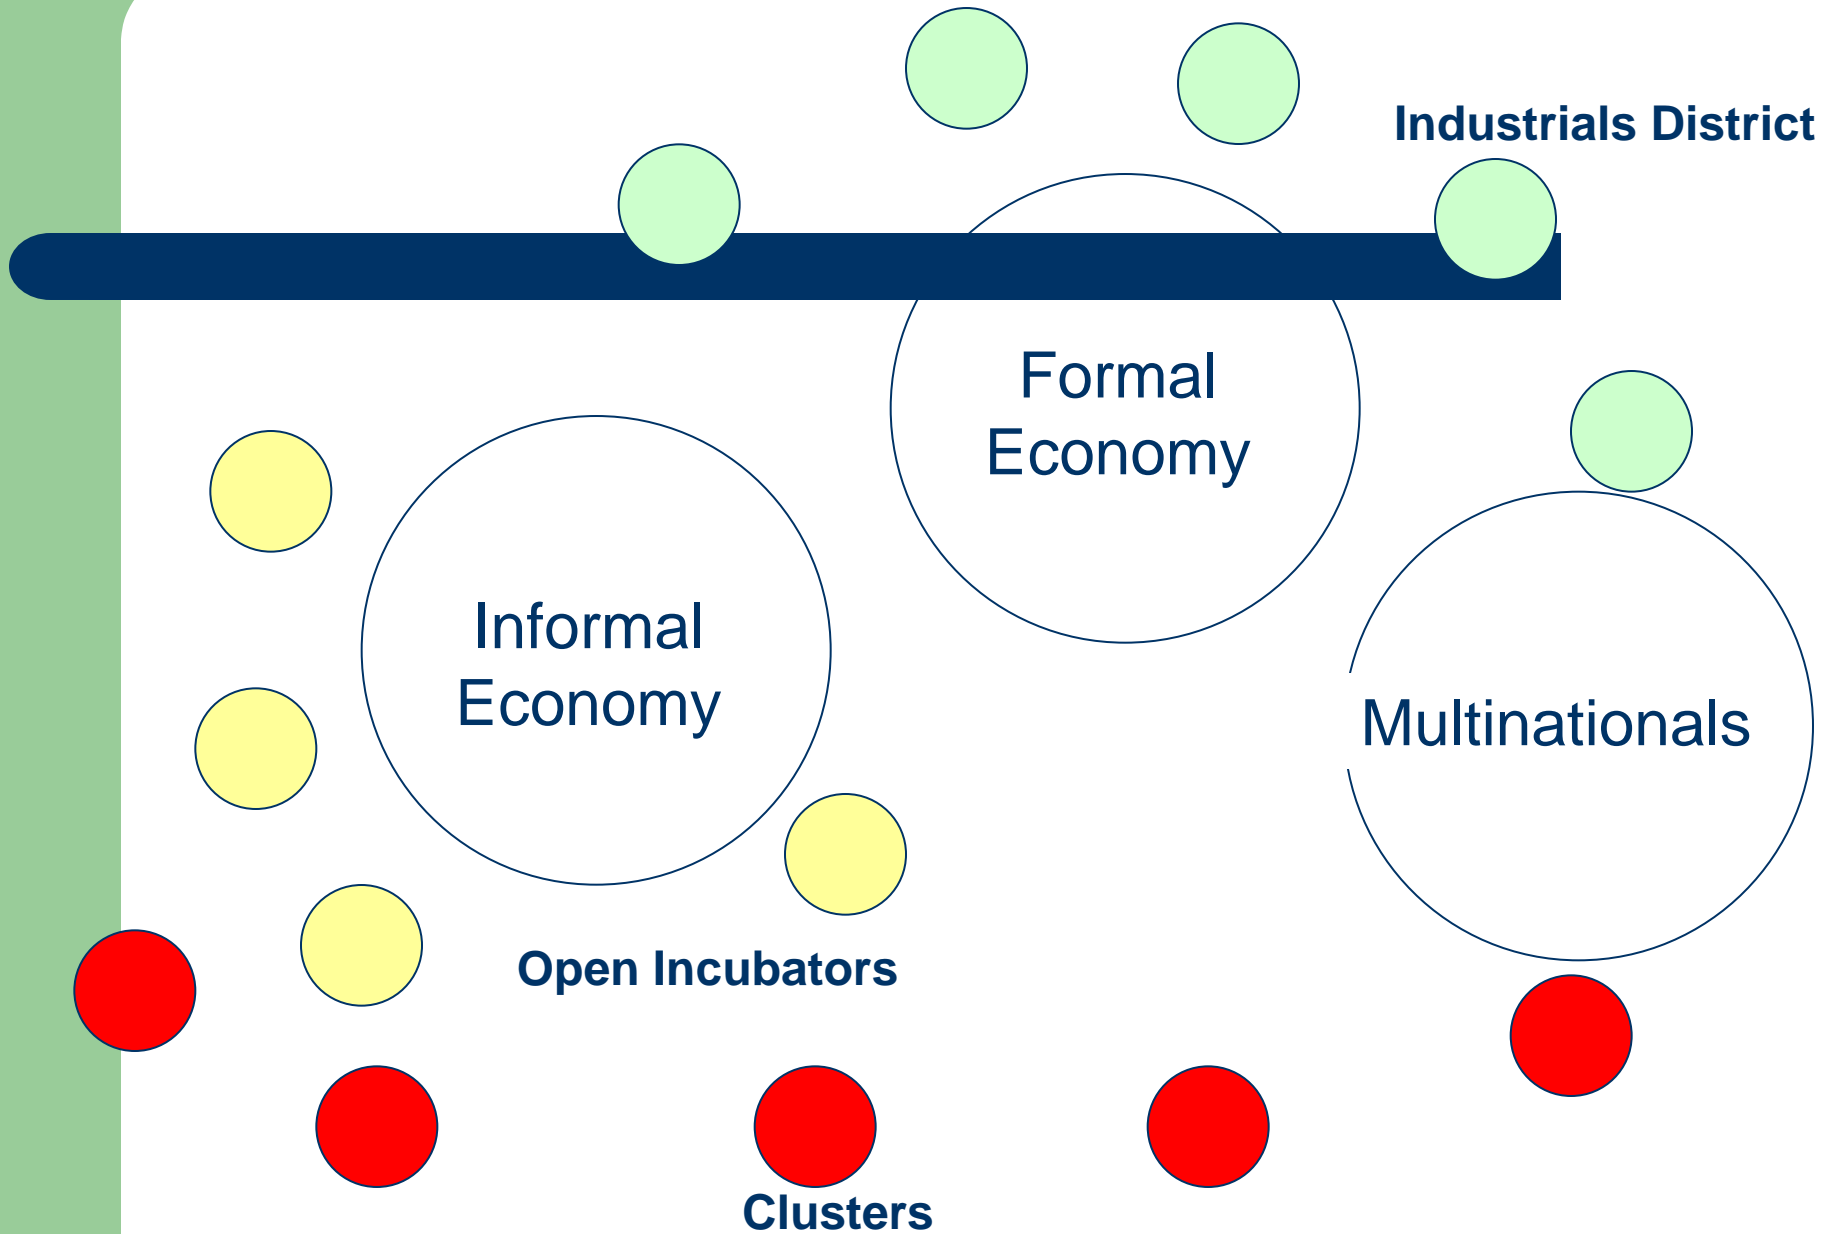 Industrials District
Formal
Economy
Informal
Economy
Multinationals
Open Incubators
Clusters